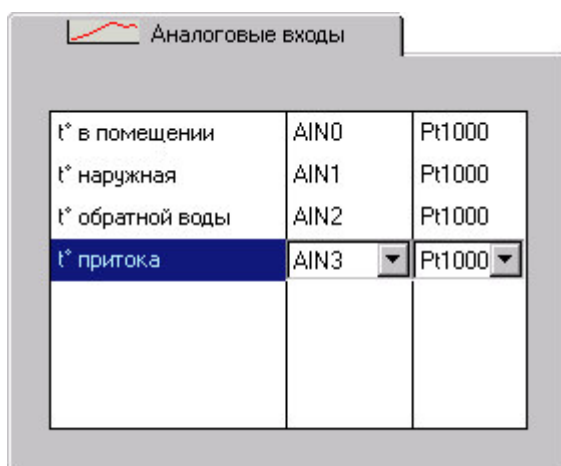 Аналоговые входы
t° в помещении AIN0 Pt1000
t° наружная AIN1 Pt1000
t° обратной воды AIN2 Pt1000
t° притока AIN3 Pt1000